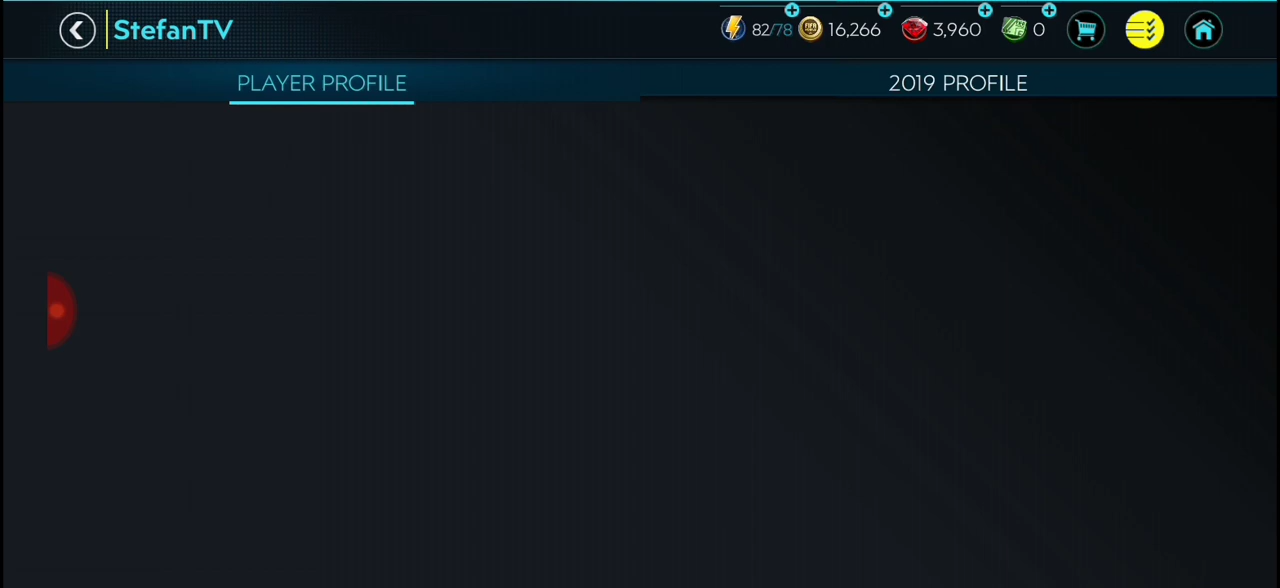 StefanTV 82/78 16,266 3,960 0
PLAYER PROFILE 2019 PROFILE